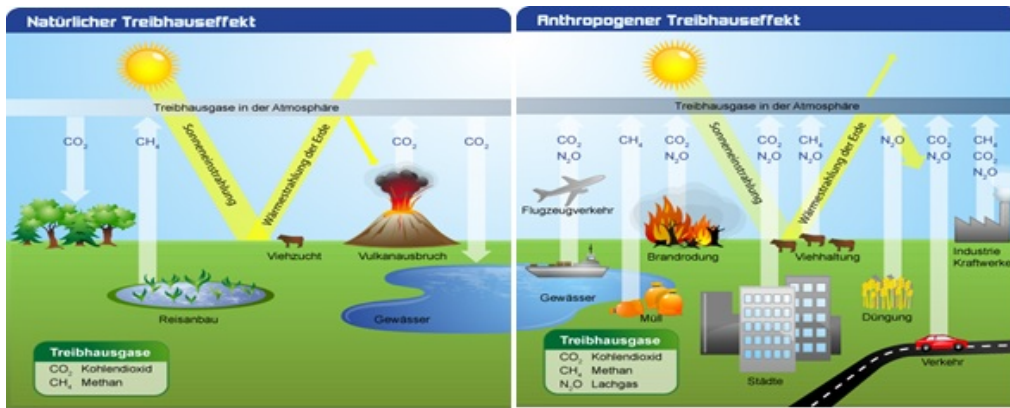 Natürlicher Treibhauseffekt
Treibhausgase in der Atmosphäre
CO₂
CH₄
Sonneneinstrahlung
Wärmestrahlung der Erde
CO₂
CO₂
Viehzucht
Vulkanausbruch
Reisanbau
Gewässer
Treibhausgase
CO₂ Kohlendioxid
CH₄ Methan
Anthropogener Treibhauseffekt
Treibhausgase in der Atmosphäre
CO₂
N₂O
CH₄
CO₂
N₂O
Sonneneinstrahlung
CO₂
N₂O
CH₄
N₂O
Wärmestrahlung der Erde
N₂O
CO₂
N₂O
CH₄
CO₂
N₂O
Flugzeugverkehr
Brandrodung
Viehhaltung
Industrie
Kraftwerke
Gewässer
Müll
Düngung
Städte
Verkehr
Treibhausgase
CO₂ Kohlendioxid
CH₄ Methan
N₂O Lachgas